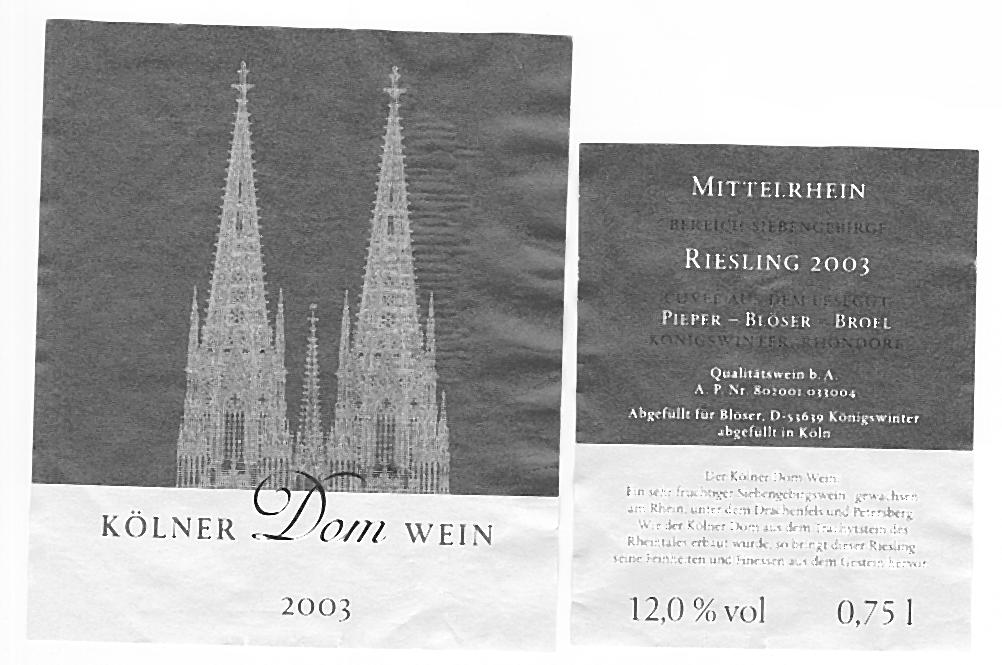 KÖLNER Dom WEIN
2003
MITTELRHEIN
BEREICH SIEBENGEBIRGE
RIESLING 2003
CUVÉE AUS DEM LESEGUT
PIEPER – BLÖSER BROEL
KÖNIGSWINTER, RHÖNDORF
Qualitätswein b. A.
A. P. Nr. 802001 033004
Abgefüllt für Blöser, D-53639 Königswinter
abgefüllt in Köln
Der Kölner Dom Wein:
Ein sehr fruchtiger Siebengebirgswein, gewachsen
am Rhein, unter dem Drachenfels und Petersberg
Wie der Kölner Dom aus dem Trachytstein des
Rheintales erbaut wurde, so bringt dieser Riesling
seine Feinheiten und Finessen aus dem Gestein hervor
12,0 % vol 0,75 l